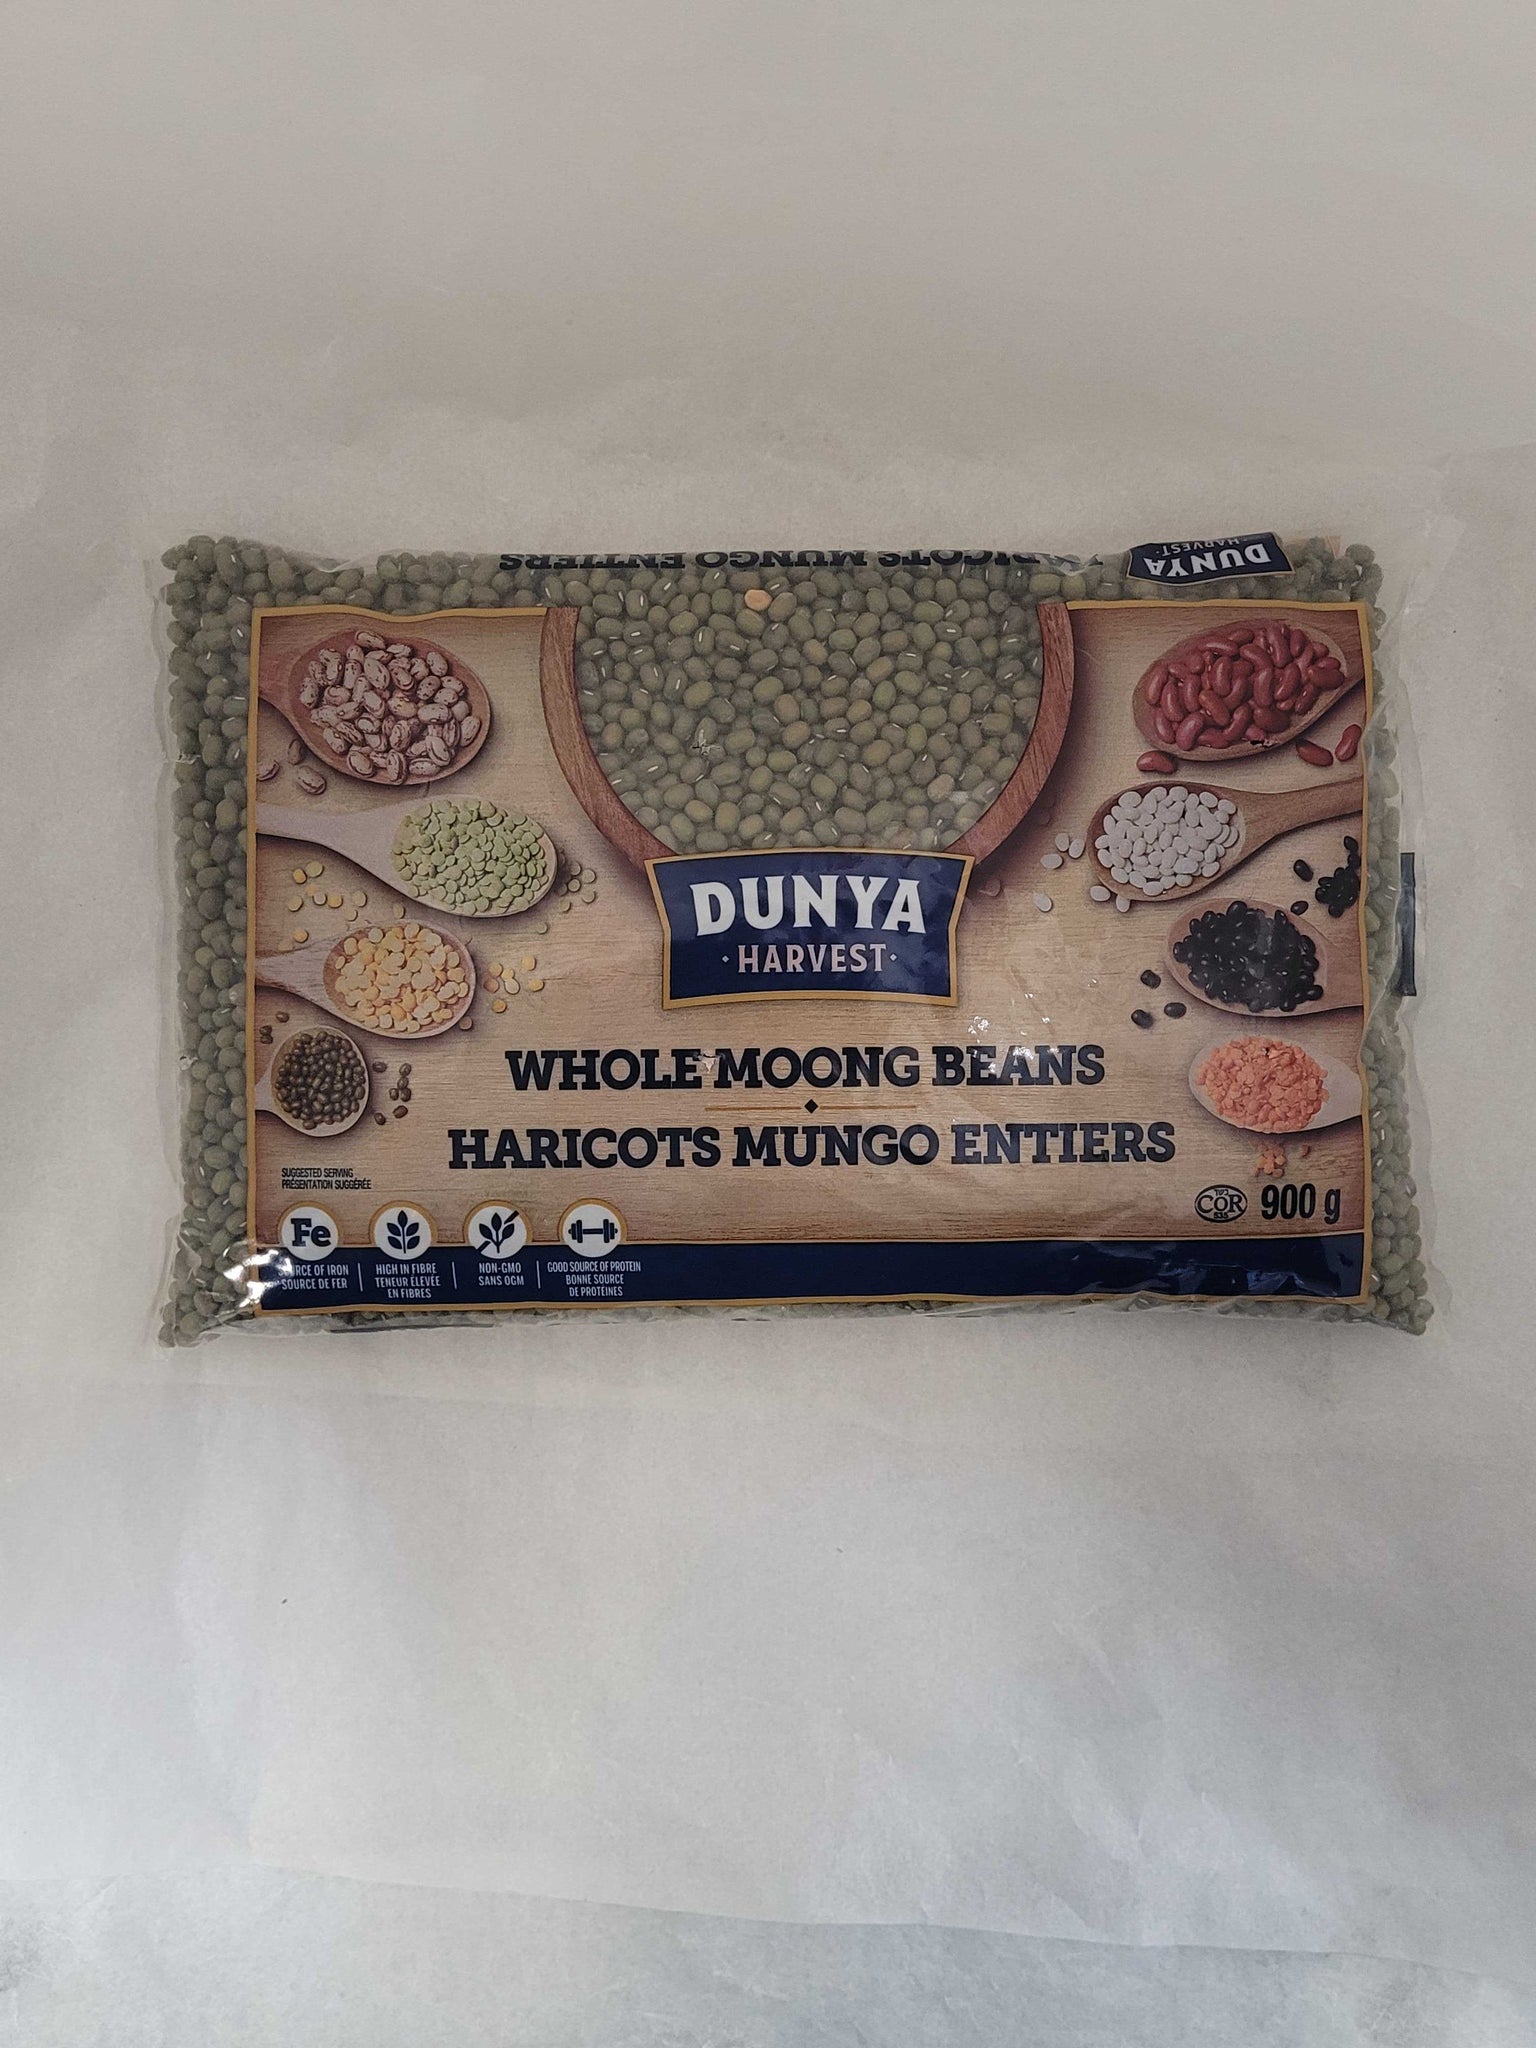 HARICOTS MUNGO ENTIERS
DUNYA
·HARVEST·
DUNYA
·HARVEST·
WHOLE MOONG BEANS
HARICOTS MUNGO ENTIERS
SUGGESTED SERVING
PRÉSENTATION SUGGÉRÉE
COR
535
900 g
Fe
SOURCE OF IRON
SOURCE DE FER
HIGH IN FIBRE
TENEUR ÉLEVÉE
EN FIBRES
NON-GMO
SANS OGM
GOOD SOURCE OF PROTEIN
BONNE SOURCE
DE PROTÉINES